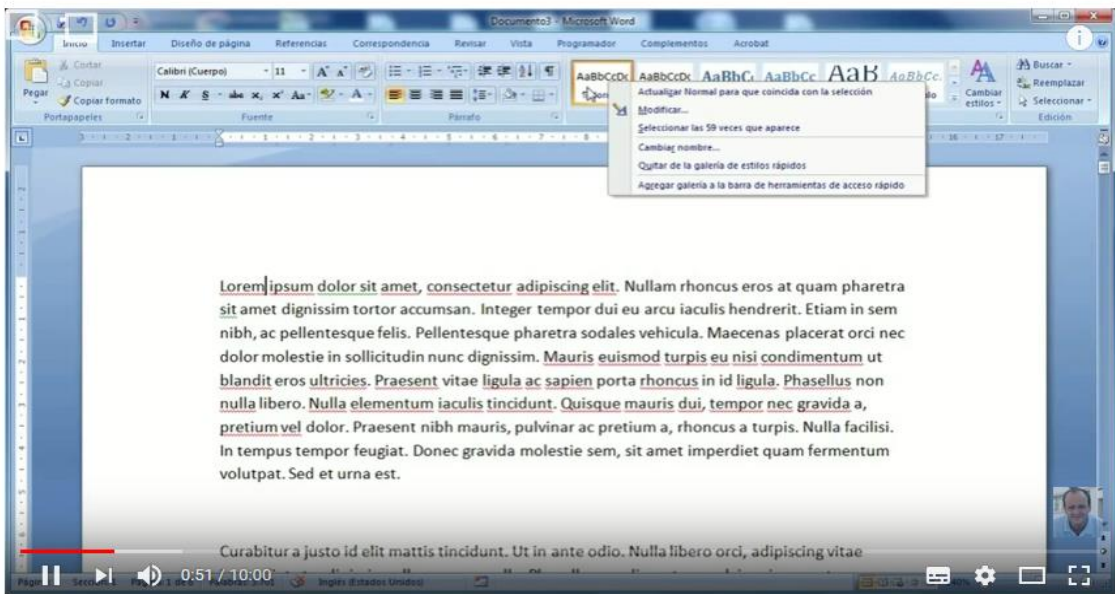 Documento3 - Microsoft Word
Inicio Insertar Diseño de página Referencias Correspondencia Revisar Vista Programador Complementos Acrobat
Pegar
Cortar
Copiar
Copiar formato
Portapapeles
Calibri (Cuerpo) 11
N K S abe x, x' Aa
Fuente
Párrafo
AaBbCcDc AaBbCcDc AaBbC AaBbCc AaB AaBbCc.
Cambiar estilos
Buscar
Reemplazar
Seleccionar
Edición
Actualizar Normal para que coincida con la selección
Modificar...
Seleccionar las 59 veces que aparece
Cambiar nombre...
Quitar de la galería de estilos rápidos
Agregar galería a la barra de herramientas de acceso rápido
Lorem ipsum dolor sit amet, consectetur adipiscing elit. Nullam rhoncus eros at quam pharetra
sit amet dignissim tortor accumsan. Integer tempor dui eu arcu iaculis hendrerit. Etiam in sem
nibh, ac pellentesque felis. Pellentesque pharetra sodales vehicula. Maecenas placerat orci nec
dolor molestie in sollicitudin nunc dignissim. Mauris euismod turpis eu nisi condimentum ut
blandit eros ultricies. Praesent vitae ligula ac sapien porta rhoncus in id ligula. Phasellus non
nulla libero. Nulla elementum iaculis tincidunt. Quisque mauris dui, tempor nec gravida a,
pretium vel dolor. Praesent nibh mauris, pulvinar ac pretium a, rhoncus a turpis. Nulla facilisi.
In tempus tempor feugiat. Donec gravida molestie sem, sit amet imperdiet quam fermentum
volutpat. Sed et urna est.
Curabitur a justo id elit mattis tincidunt. Ut in ante odio. Nulla libero orci, adipiscing vitae
0:51 / 10:00
Inglés (Estados Unidos)